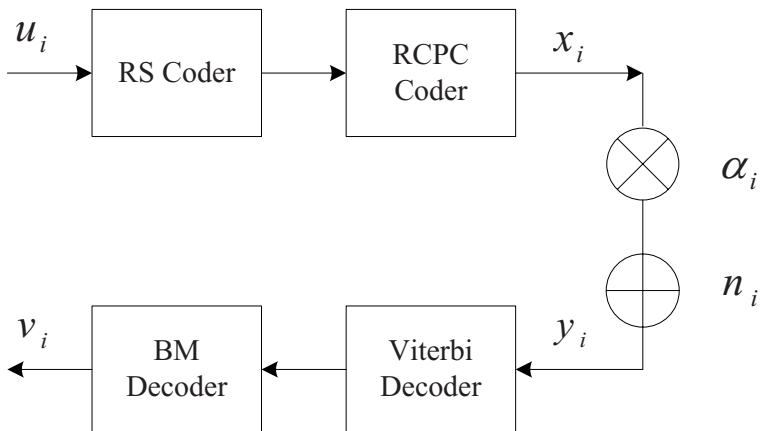 u_i
RS Coder
RCPC
Coder
x_i
α_i
n_i
v_i
BM
Decoder
Viterbi
Decoder
y_i